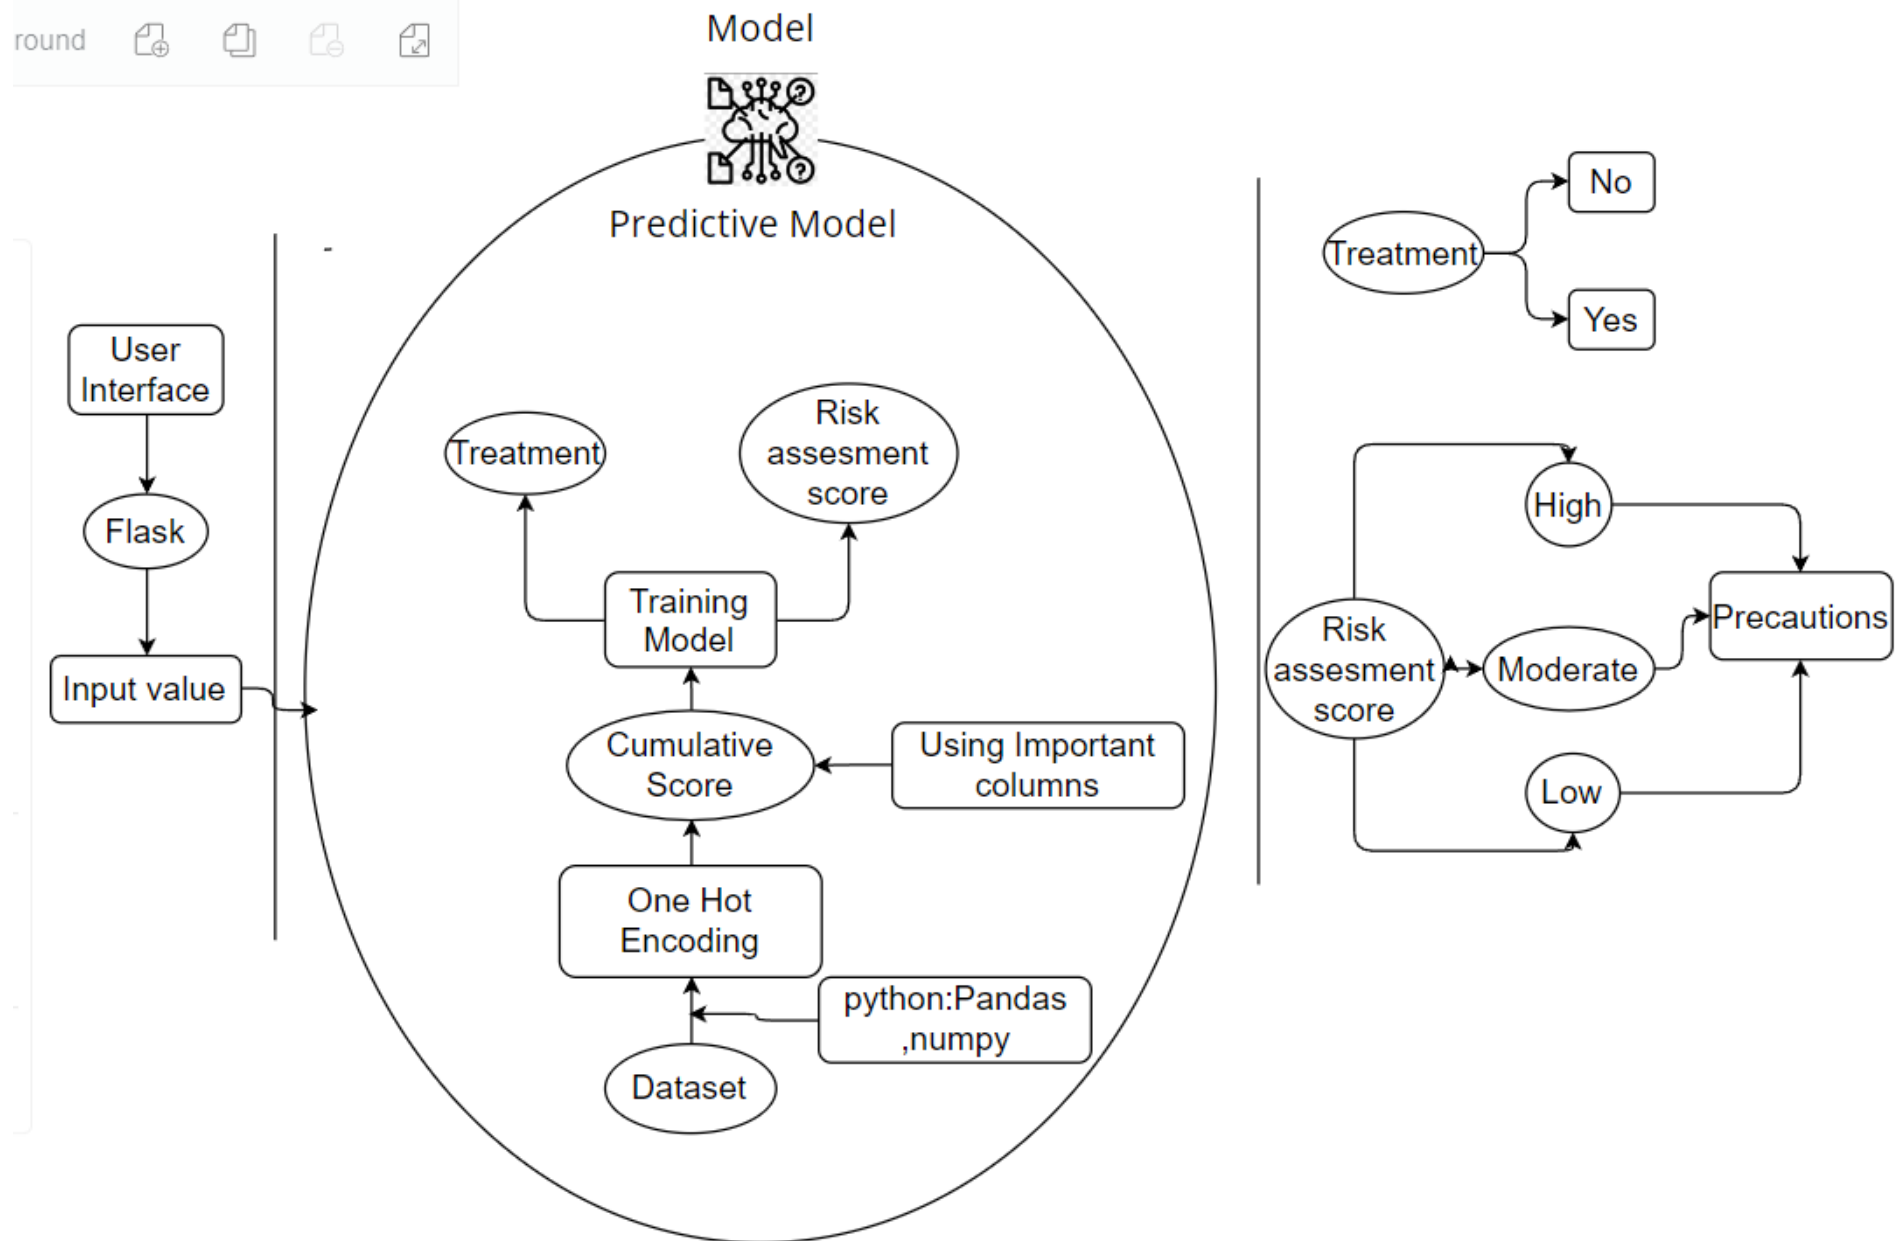 round
Model
Predictive Model
User
Interface
Flask
Input value
Treatment
Risk
assesment
score
Training
Model
Cumulative
Score
Using Important
columns
One Hot
Encoding
python:Pandas
,numpy
Dataset
Treatment
No
Yes
High
Risk
assesment
score
Moderate
Low
Precautions